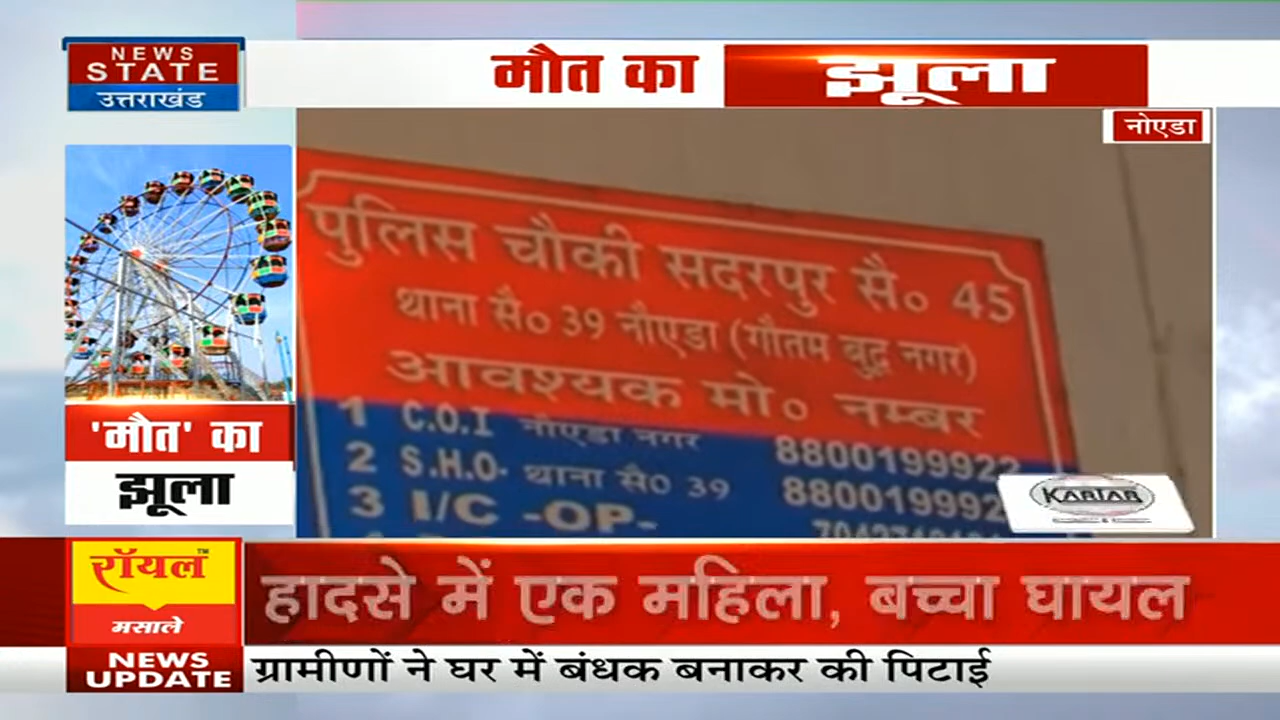 NEWS
STATE
उत्तराखंड
मौत का झूला
नोएडा
पुलिस चौकी सदरपुर सै० 45
थाना सै० 39 नौएडा (गौतम बुद्ध नगर)
आवश्यक मो० नम्बर
1 C.O.I नोएडा नगर 8800199922
2 S.H.O. थाना सै० 39 880019992
3 I/C -OP-
'मौत' का
झूला
रॉयल™
मसाले
हादसे में एक महिला, बच्चा घायल
NEWS
UPDATE
ग्रामीणों ने घर में बंधक बनाकर की पिटाई